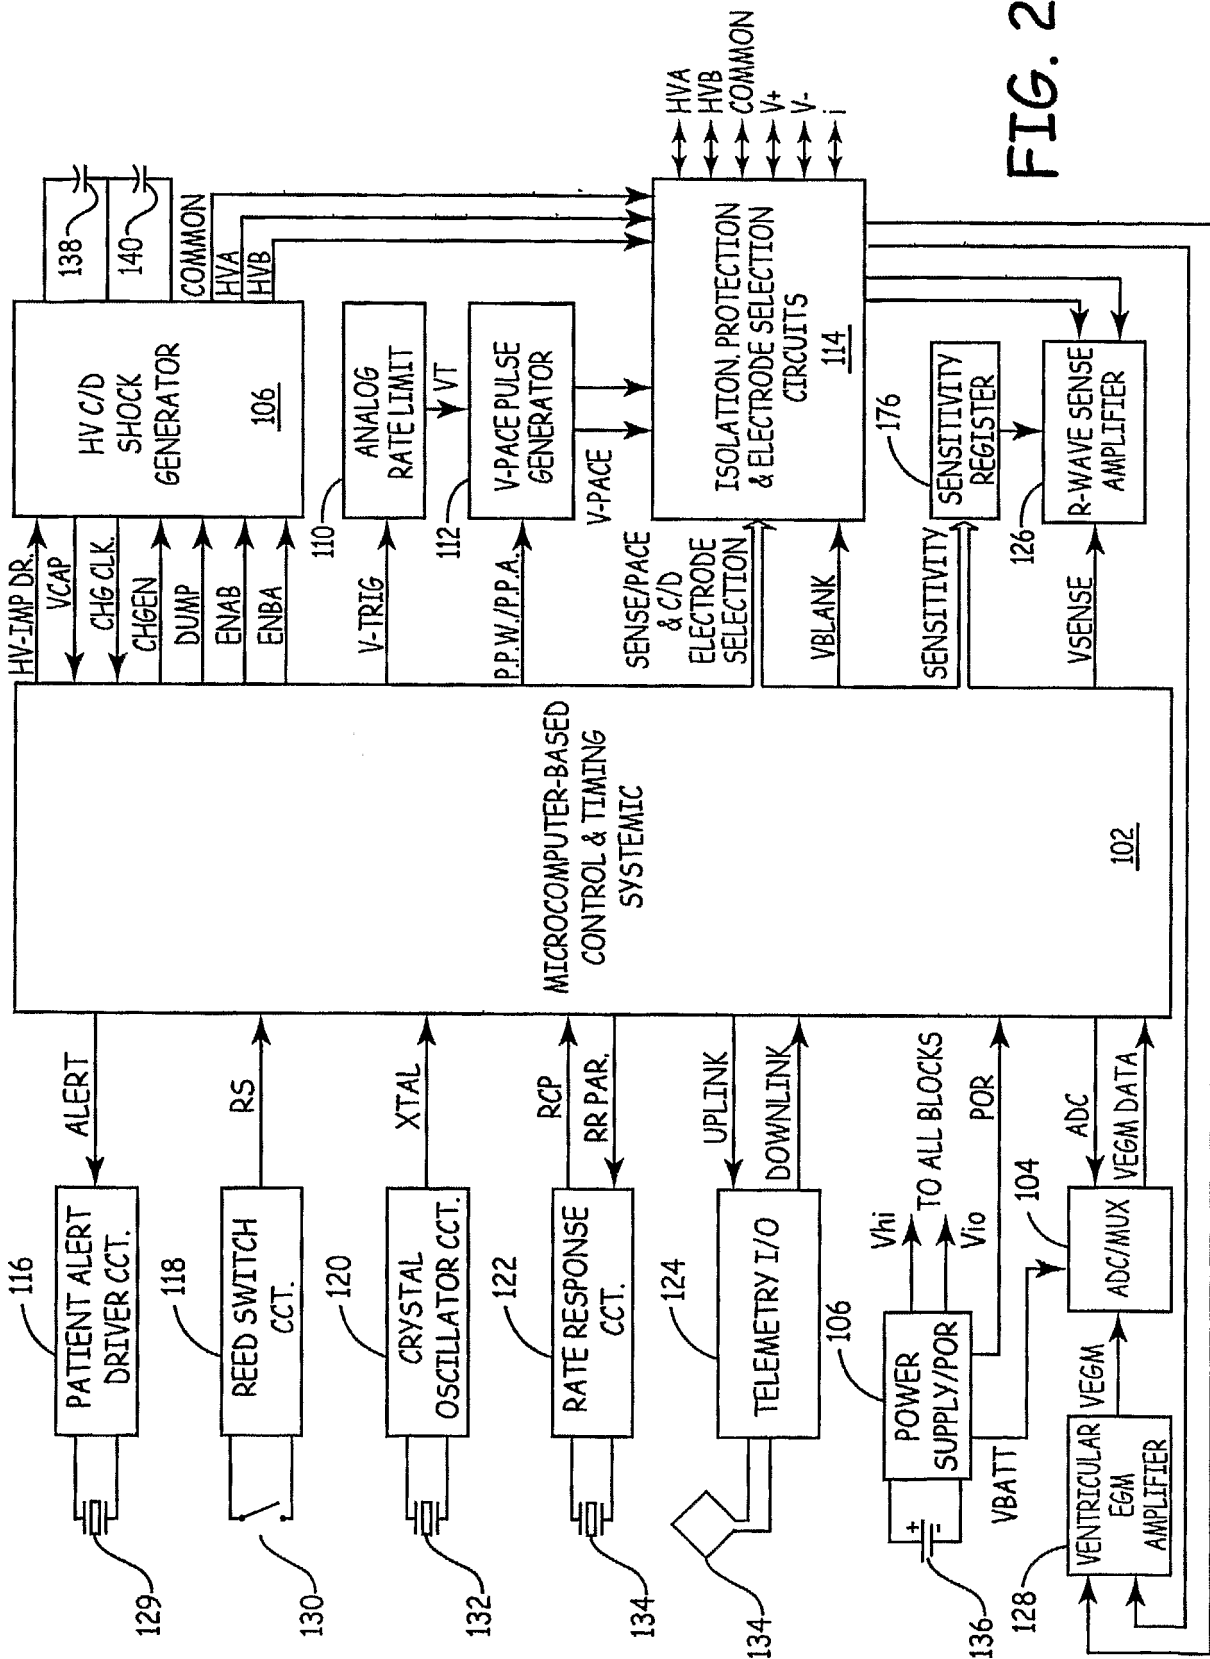 129
116
PATIENT ALERT
DRIVER CCT.
ALERT
130
118
REED SWITCH
CCT.
RS
132
120
CRYSTAL
OSCILLATOR CCT.
XTAL
134
122
RATE RESPONSE
CCT.
RCP
RR PAR.
134
124
TELEMETRY I/O
UPLINK
DOWNLINK
136
+
-
106
POWER
SUPPLY/POR
Vhi
Vio
TO ALL BLOCKS
POR
VBATT
128
VENTRICULAR
EGM
AMPLIFIER
VEGM
104
ADC/MUX
ADC
VEGM DATA
MICROCOMPUTER-BASED
CONTROL & TIMING
SYSTEMIC
102
HV-IMP DR.
VCAP
CHG CLK.
CHGEN
DUMP
ENAB
ENBA
HV C/D
SHOCK
GENERATOR
106
138
140
COMMON
HVA
HVB
V-TRIG
110
ANALOG
RATE LIMIT
VT
P.P.W./P.P.A.
112
V-PACE PULSE
GENERATOR
V-PACE
SENSE/PACE
& C/D
ELECTRODE
SELECTION
VBLANK
ISOLATION, PROTECTION
& ELECTRODE SELECTION
CIRCUITS
114
HVA
HVB
COMMON
V+
V-
i
SENSITIVITY
176
SENSITIVITY
REGISTER
VSENSE
126
R-WAVE SENSE
AMPLIFIER
FIG. 2